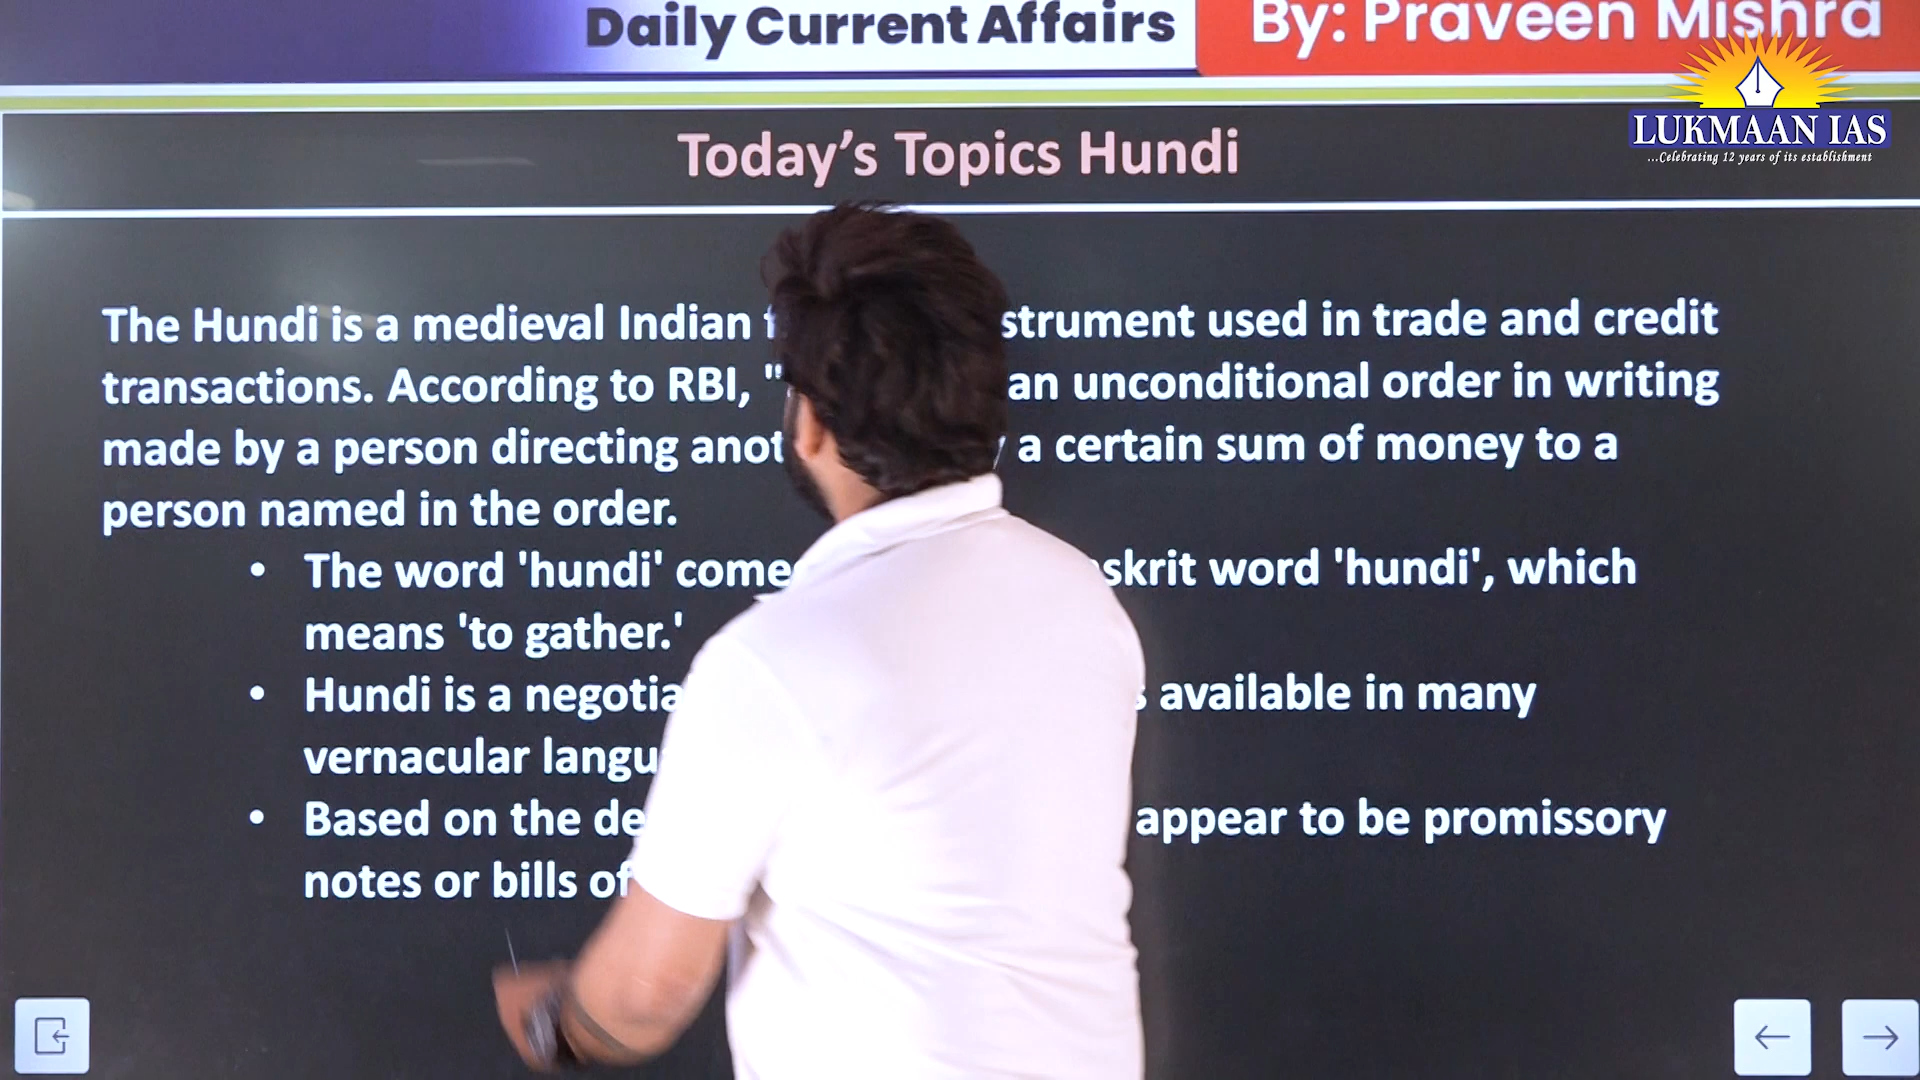 Daily Current Affairs
By: Praveen Mishra
LUKMAAN IAS
...Celebrating 12 years of its establishment
Today's Topics Hundi
The Hundi is a medieval Indian strument used in trade and credit
transactions. According to RBI, " an unconditional order in writing
made by a person directing anot a certain sum of money to a
person named in the order.
• The word 'hundi' come skrit word 'hundi', which
means 'to gather.'
• Hundi is a negotia available in many
vernacular langu
• Based on the de appear to be promissory
notes or bills of